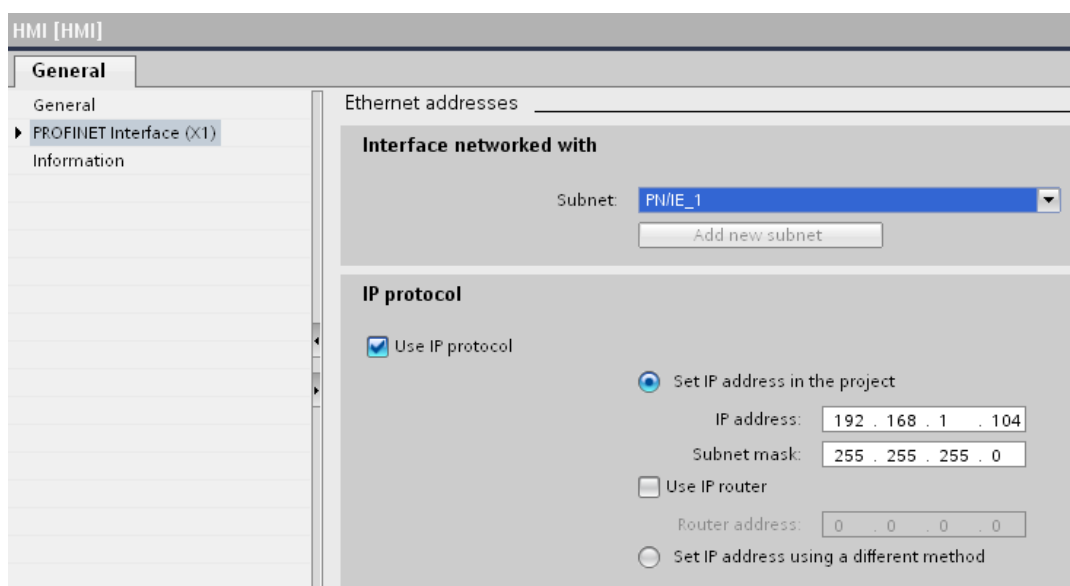 HMI [HMI]
General
General
PROFINET Interface (X1)
Information
Ethernet addresses
Interface networked with
Subnet: PN/IE_1
Add new subnet
IP protocol
Use IP protocol
Set IP address in the project
IP address: 192 . 168 . 1 . 104
Subnet mask: 255 . 255 . 255 . 0
Use IP router
Router address: 0 . 0 . 0 . 0
Set IP address using a different method